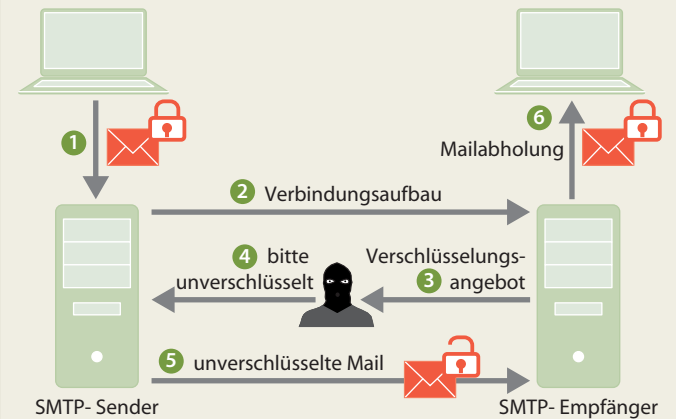 1
6
Mailabholung
2 Verbindungsaufbau
4 bitte
unverschlüsselt
Verschlüsselungs-
3 angebot
5 unverschlüsselte Mail
SMTP- Sender
SMTP- Empfänger